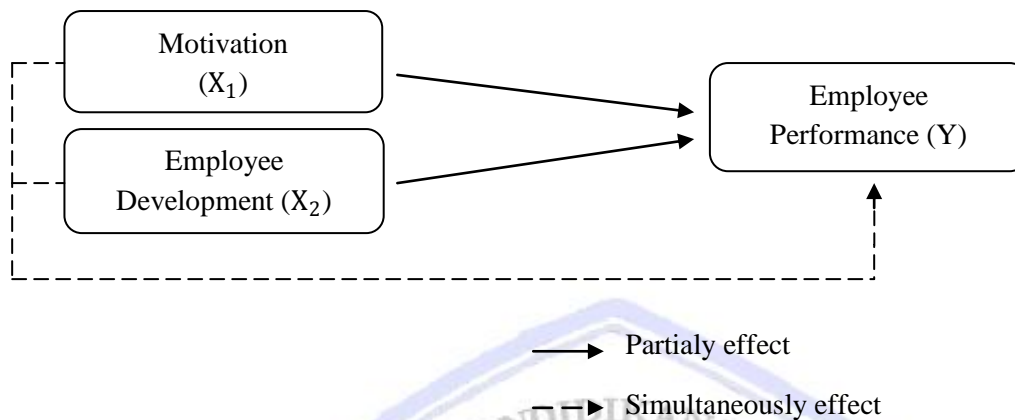 Motivation
(X₁)
Employee
Development (X₂)
Employee
Performance (Y)
Partialy effect
Simultaneously effect